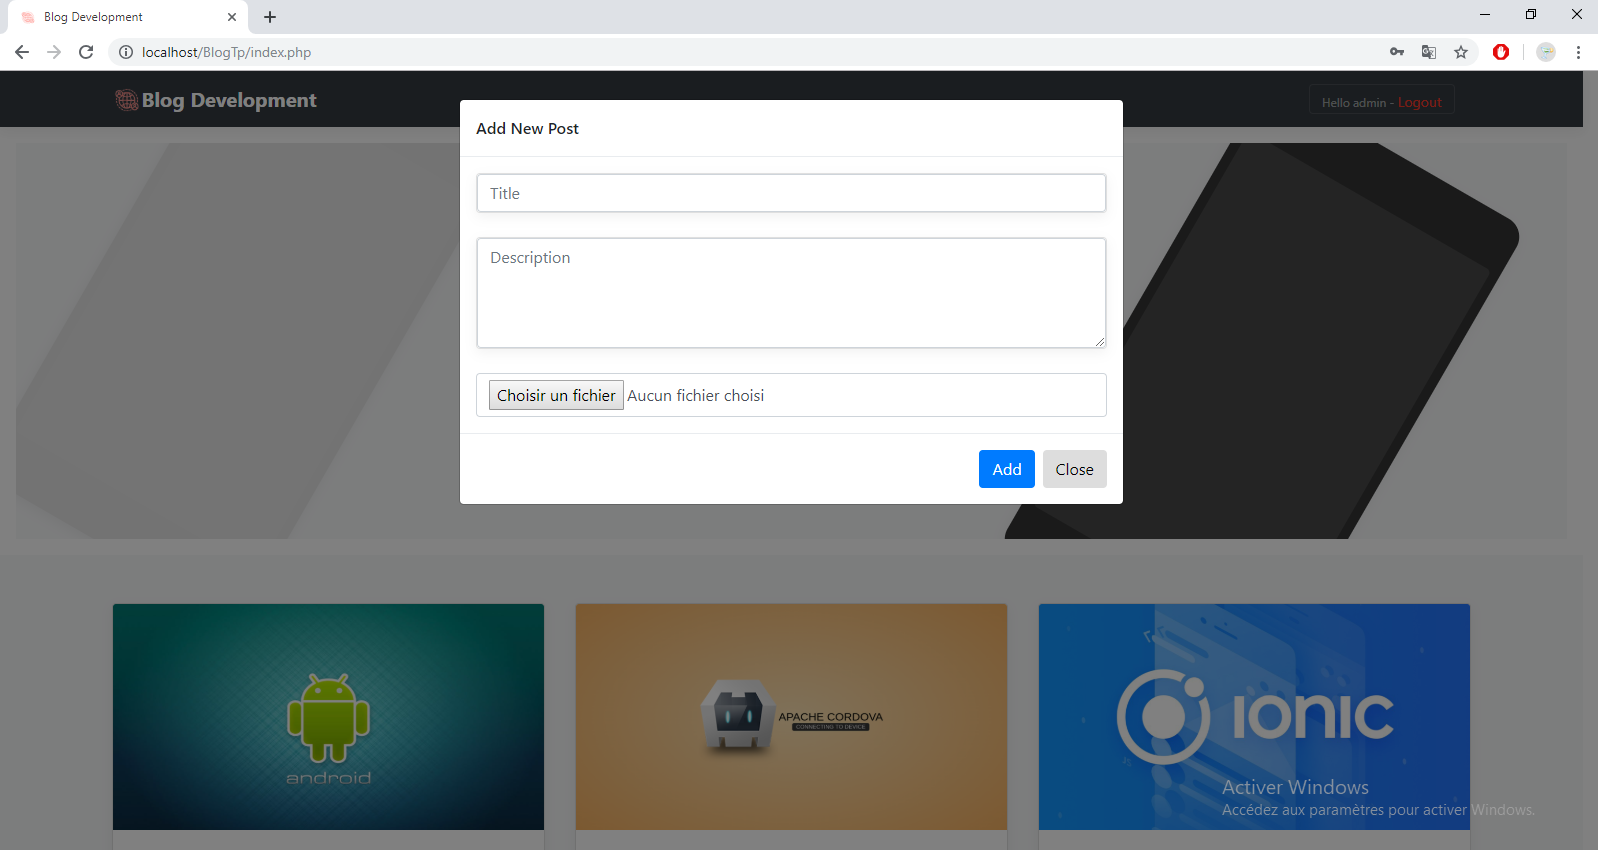 Blog Development
localhost/BlogTp/index.php
Blog Development
Hello admin - Logout
Add New Post
Title
Description
Choisir un fichier Aucun fichier choisi
Add Close
android
APACHE CORDOVA
CONNECTING TO DEVICE
ionic
Activer Windows
Accédez aux paramètres pour activer Windows.